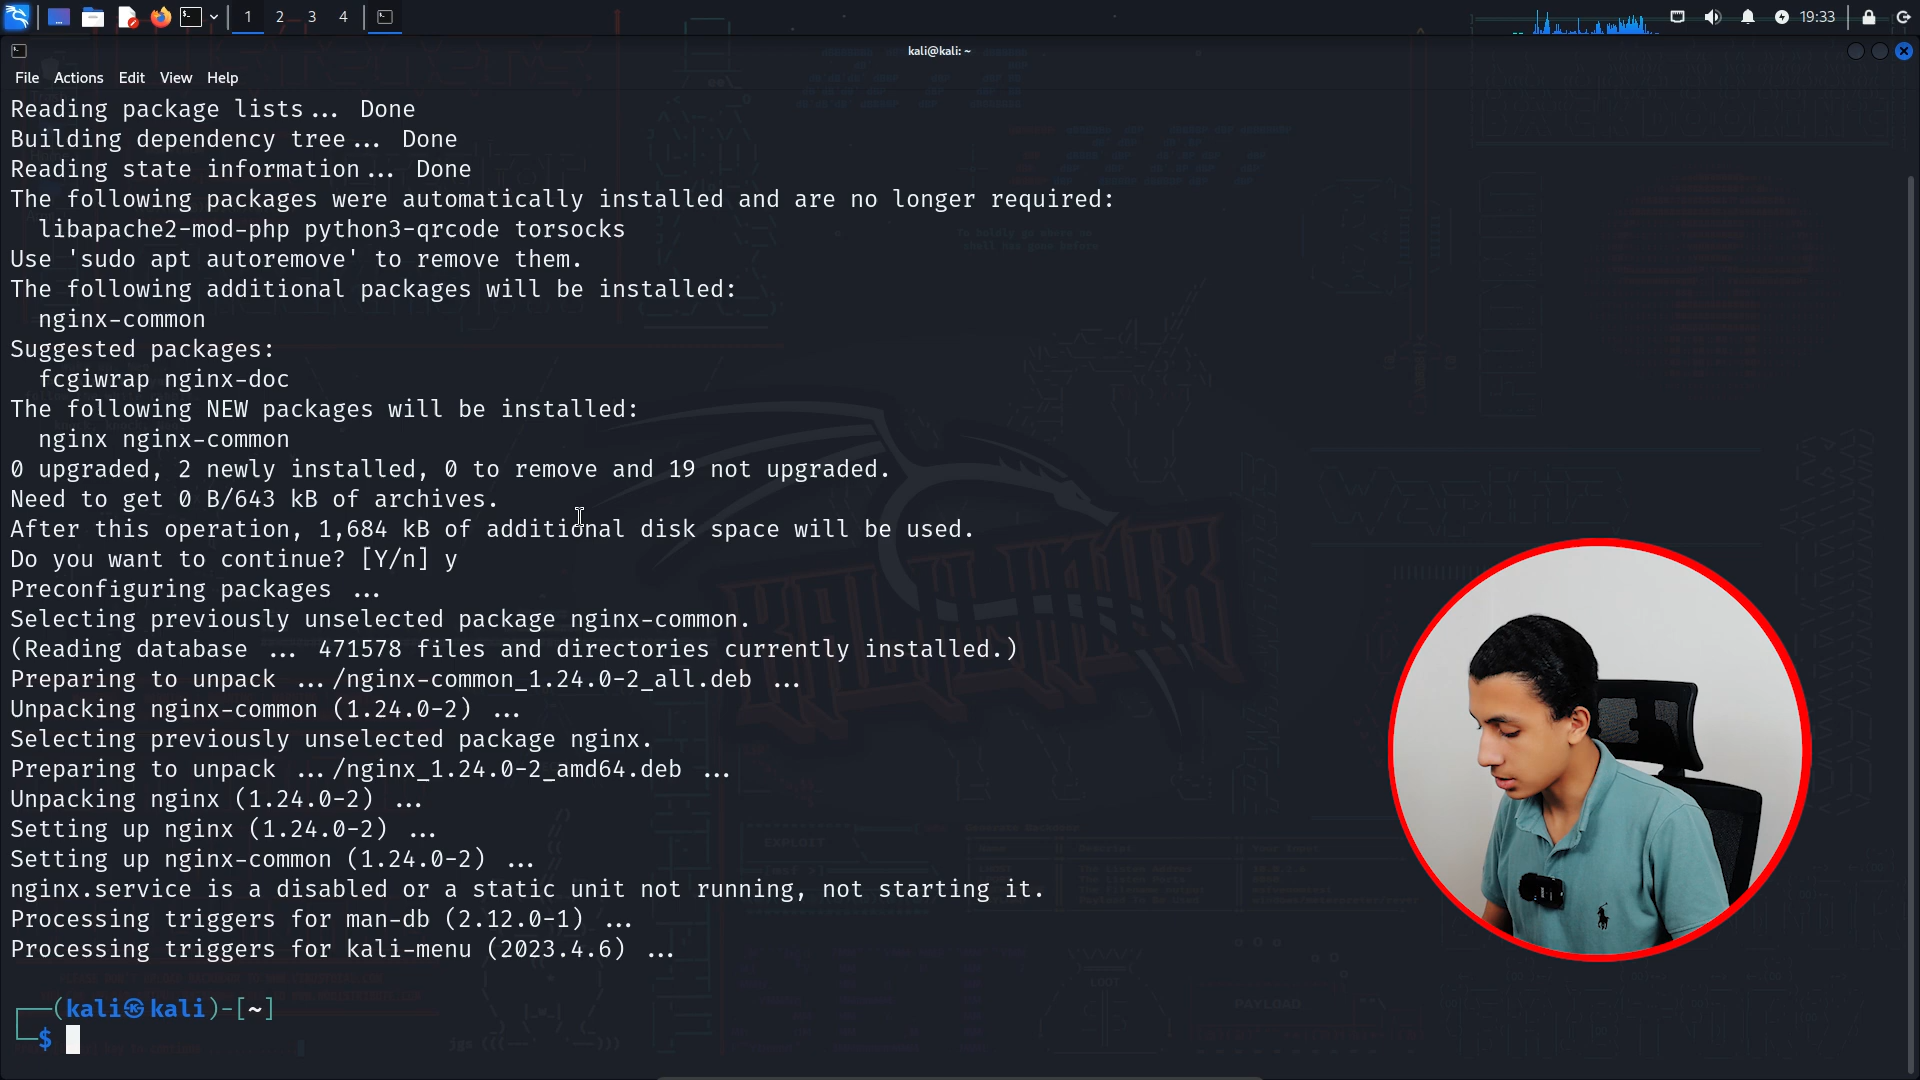 1 2 3 4
19:33
kali@kali: ~
File Actions Edit View Help
Reading package lists... Done
Building dependency tree... Done
Reading state information... Done
The following packages were automatically installed and are no longer required:
libapache2-mod-php python3-qrcode torsocks
Use 'sudo apt autoremove' to remove them.
The following additional packages will be installed:
nginx-common
Suggested packages:
fcgiwrap nginx-doc
The following NEW packages will be installed:
nginx nginx-common
0 upgraded, 2 newly installed, 0 to remove and 19 not upgraded.
Need to get 0 B/643 kB of archives.
After this operation, 1,684 kB of additional disk space will be used.
Do you want to continue? [Y/n] y
Preconfiguring packages ...
Selecting previously unselected package nginx-common.
(Reading database ... 471578 files and directories currently installed.)
Preparing to unpack .../nginx-common_1.24.0-2_all.deb ...
Unpacking nginx-common (1.24.0-2) ...
Selecting previously unselected package nginx.
Preparing to unpack .../nginx_1.24.0-2_amd64.deb ...
Unpacking nginx (1.24.0-2) ...
Setting up nginx (1.24.0-2) ...
Setting up nginx-common (1.24.0-2) ...
nginx.service is a disabled or a static unit not running, not starting it.
Processing triggers for man-db (2.12.0-1) ...
Processing triggers for kali-menu (2023.4.6) ...
(kali㉿kali)-[~]
$
KALI LINUX
EXPLOIT
LOOT
PAYLOAD